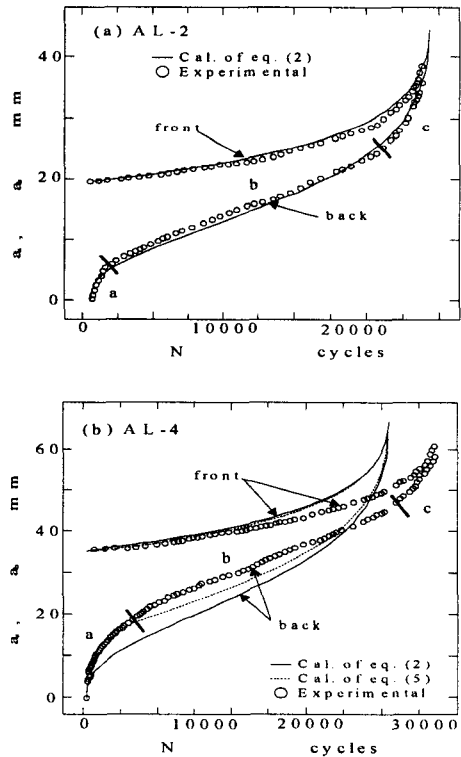 (a) AL-2
Cal. of eq. (2)
Experimental
front
back
a
b
c
40
20
0
a, a, mm
0 10000 20000
N cycles
(b) AL-4
front
back
a
b
c
Cal. of eq. (2)
Cal. of eq. (5)
Experimental
60
40
20
0
a, a, mm
0 10000 20000 30000
N cycles